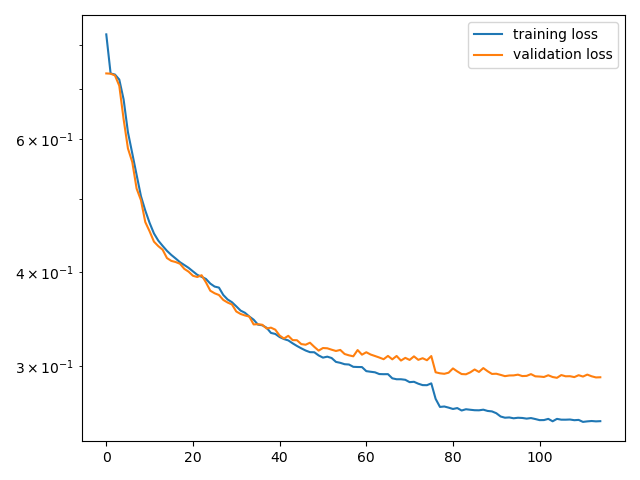 training loss
validation loss
6 × 10⁻¹
4 × 10⁻¹
3 × 10⁻¹
0 20 40 60 80 100